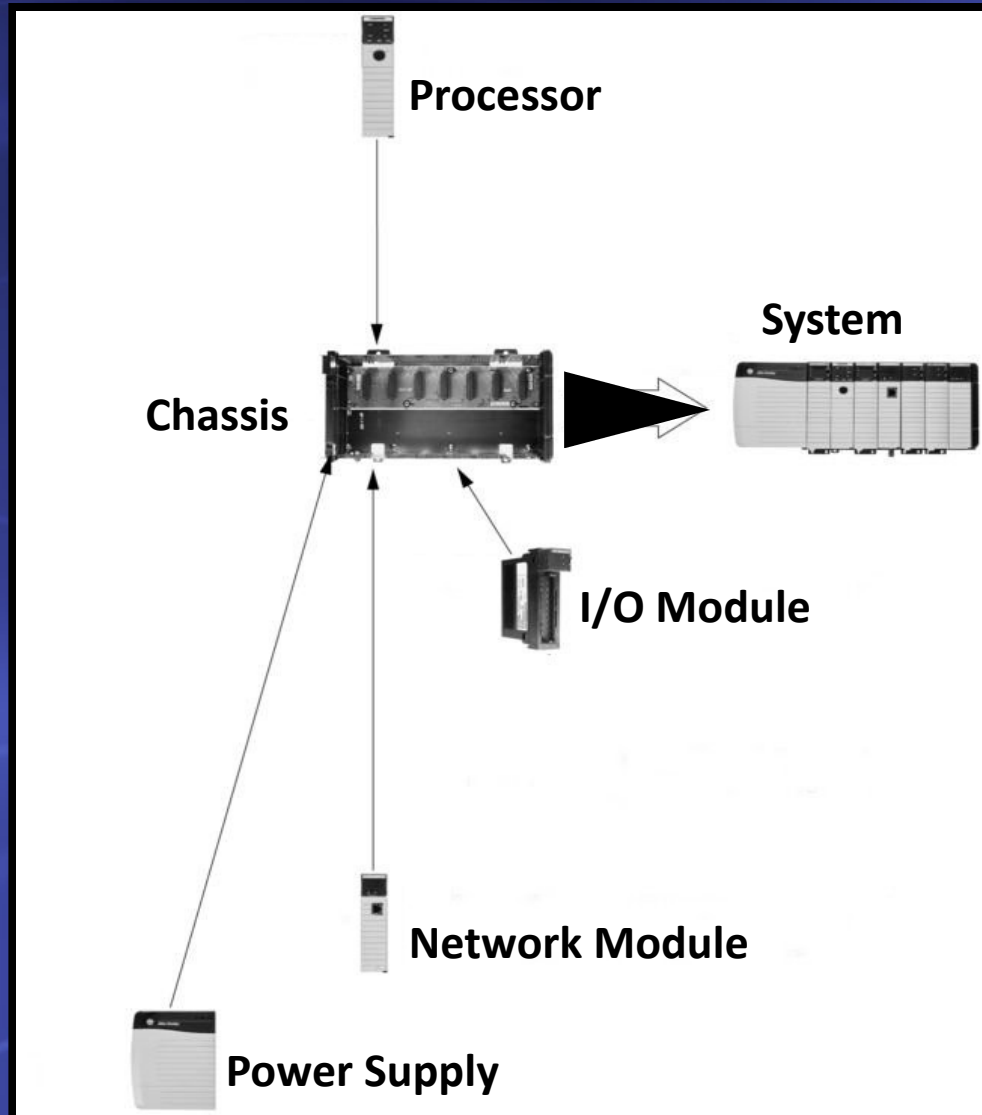 Processor
System
Chassis
I/O Module
Network Module
Power Supply